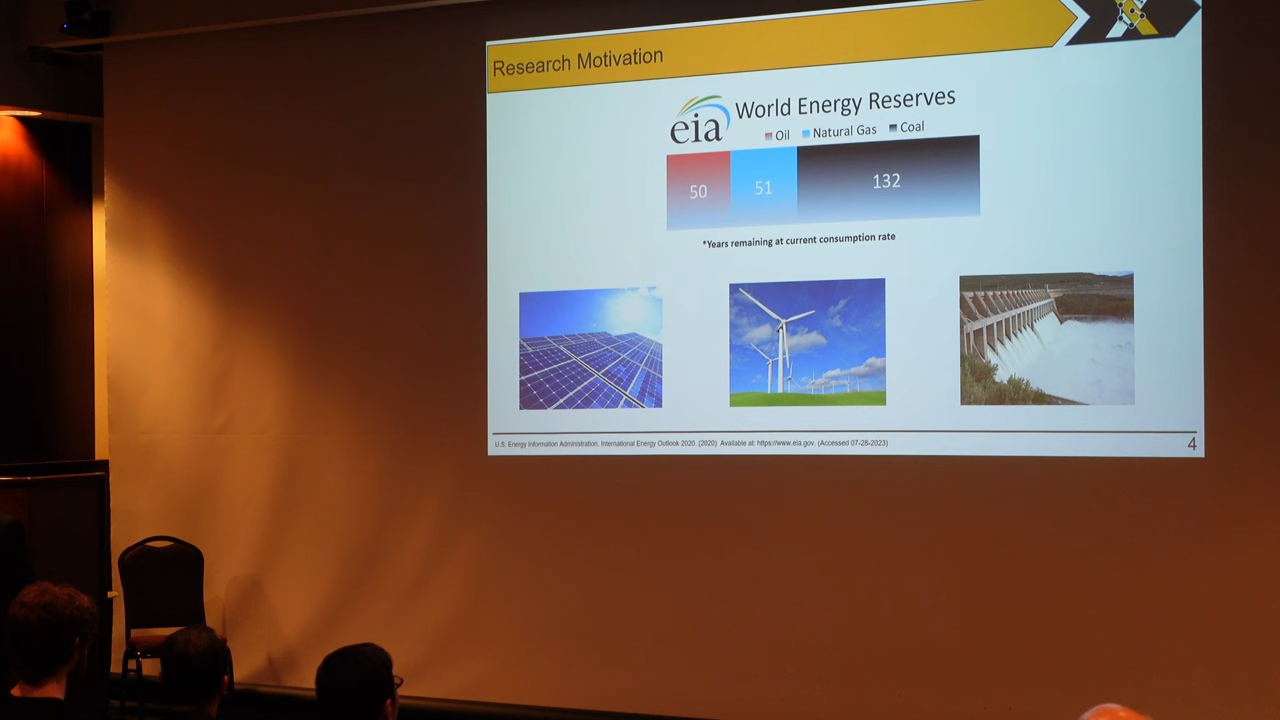 Research Motivation
eia World Energy Reserves
Oil Natural Gas Coal
50 51 132
*Years remaining at current consumption rate
U.S. Energy Information Administration. International Energy Outlook 2020. (2020) Available at: https://www.eia.gov. (Accessed 07-28-2023)
4